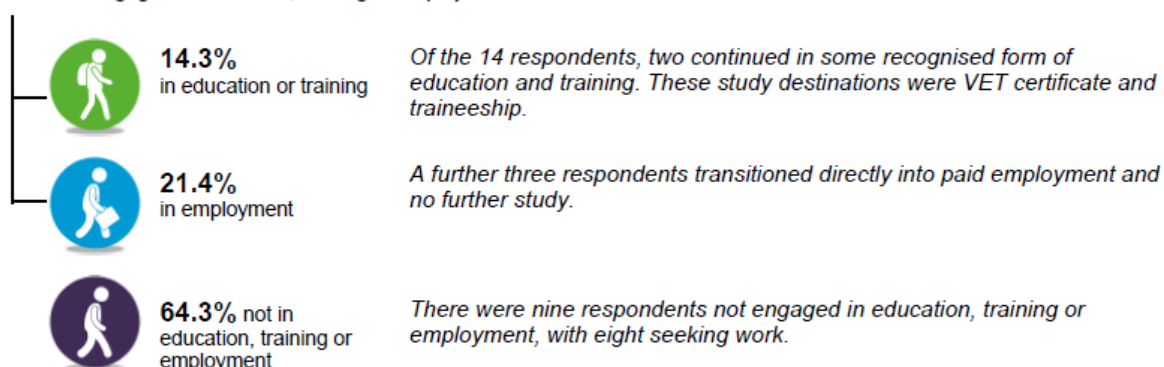 14.3%
in education or training
Of the 14 respondents, two continued in some recognised form of
education and training. These study destinations were VET certificate and
traineeship.
21.4%
in employment
A further three respondents transitioned directly into paid employment and
no further study.
64.3% not in
education, training or
employment
There were nine respondents not engaged in education, training or
employment, with eight seeking work.